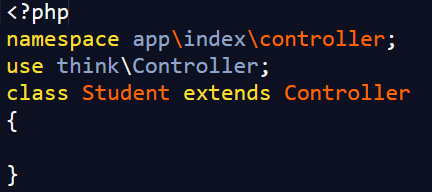 <?php
namespace app\index\controller;
use think\Controller;
class Student extends Controller
{
}